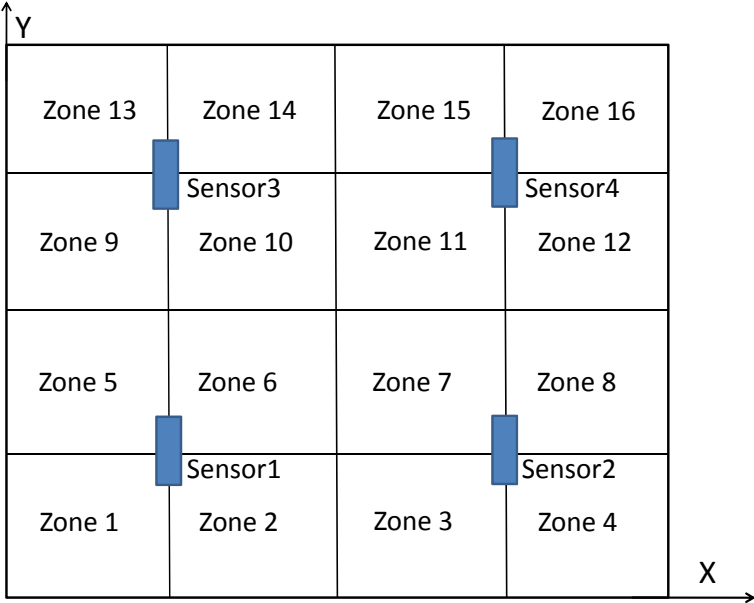 Y
Zone 13
Zone 14
Zone 15
Zone 16
Sensor3
Sensor4
Zone 9
Zone 10
Zone 11
Zone 12
Zone 5
Zone 6
Zone 7
Zone 8
Sensor1
Sensor2
Zone 1
Zone 2
Zone 3
Zone 4
X